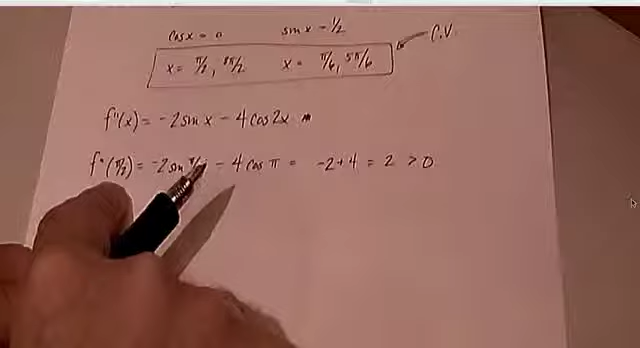 cos x = 0 sin x = 1/2
x = π/2, 3π/2 x = π/6, 5π/6 C.V.
f"(x) = -2 sin x - 4 cos 2x
f"(π/2) = -2 sin π/2 - 4 cos π = -2+4 = 2 > 0